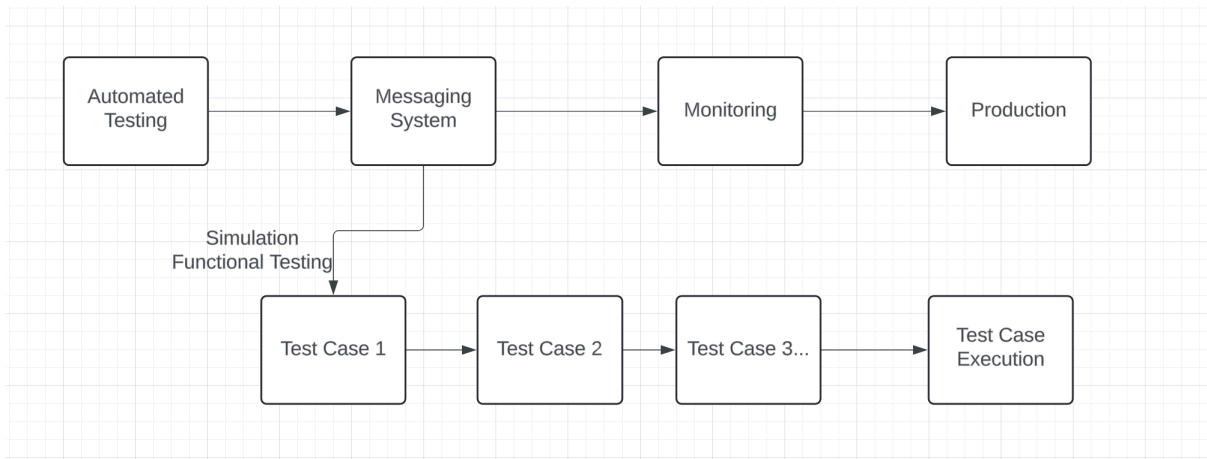 Automated
Testing
Messaging
System
Monitoring
Production
Simulation
Functional Testing
Test Case 1
Test Case 2
Test Case 3...
Test Case
Execution